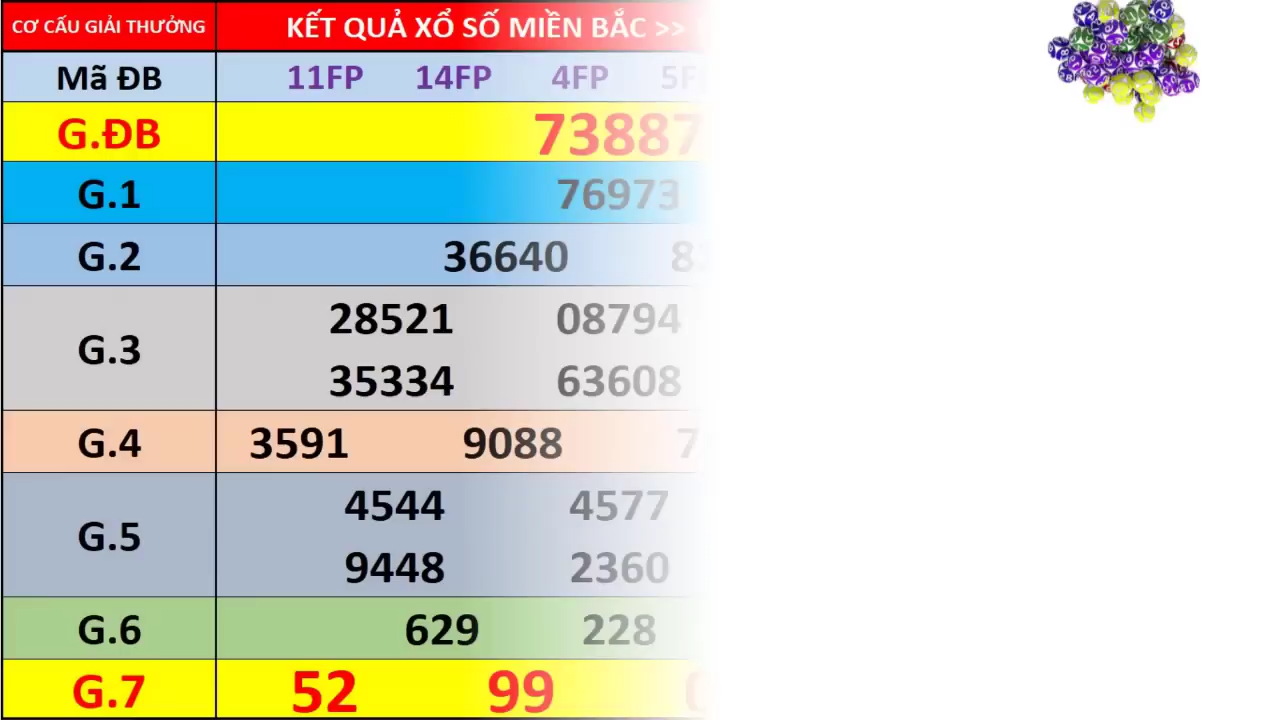 CƠ CẤU GIẢI THƯỞNG KẾT QUẢ XỔ SỐ MIỀN BẮC >>
Mã ĐB 11FP 14FP 4FP
G.ĐB 73887
G.1 76973
G.2 36640
28521 08794
G.3
35334 63608
G.4 3591 9088
4544 4577
G.5
9448 2360
G.6 629 228
G.7 52 99